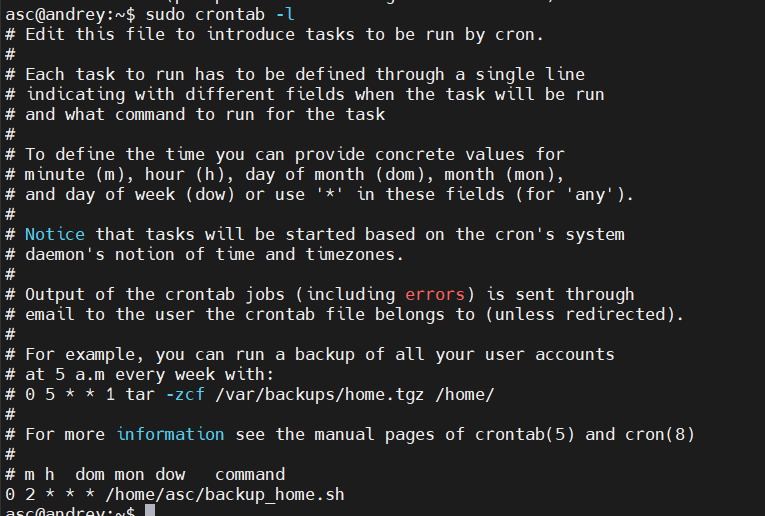 asc@andrey:~$ sudo crontab -l
# Edit this file to introduce tasks to be run by cron.
#
# Each task to run has to be defined through a single line
# indicating with different fields when the task will be run
# and what command to run for the task
#
# To define the time you can provide concrete values for
# minute (m), hour (h), day of month (dom), month (mon),
# and day of week (dow) or use '*' in these fields (for 'any').
#
# Notice that tasks will be started based on the cron's system
# daemon's notion of time and timezones.
#
# Output of the crontab jobs (including errors) is sent through
# email to the user the crontab file belongs to (unless redirected).
#
# For example, you can run a backup of all your user accounts
# at 5 a.m every week with:
# 0 5 * * 1 tar -zcf /var/backups/home.tgz /home/
#
# For more information see the manual pages of crontab(5) and cron(8)
#
# m h  dom mon dow   command
0 2 * * * /home/asc/backup_home.sh
asc@andrey:~$